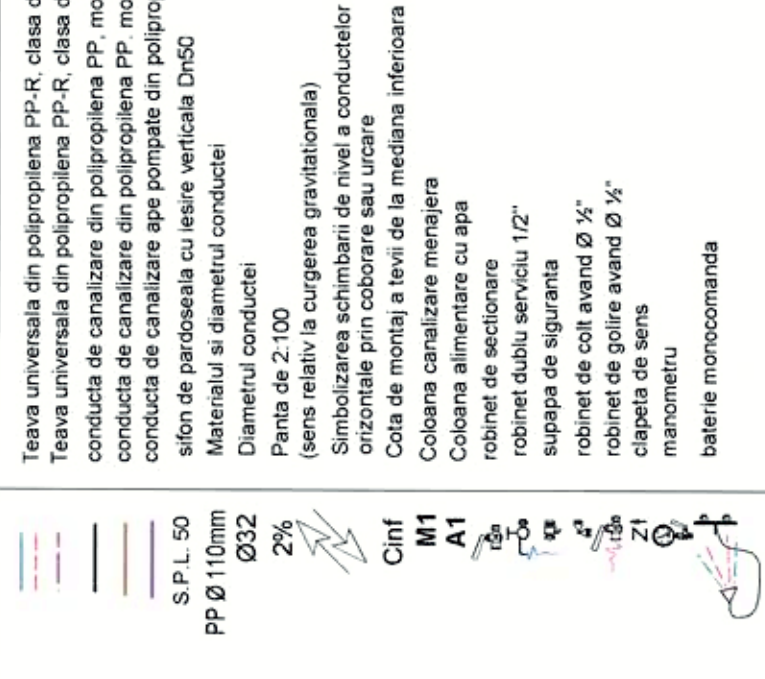 Teava universala din polipropilena PP-R, clasa d
Teava universala din polipropilena PP-R, clasa d
conducta de canalizare din polipropilena PP, mo
conducta de canalizare din polipropilena PP. mo
conducta de canalizare ape pompate din poliprop
S.P.L. 50 sifon de pardoseala cu iesire verticala Dn50
PP Ø 110mm Materialul si diametrul conductei
Ø32 Diametrul conductei
2% Panta de 2:100
(sens relativ la curgerea gravitationala)
Simbolizarea schimbarii de nivel a conductelor
orizontale prin coborare sau urcare
Cinf Cota de montaj a tevii de la mediana inferioara
M1 Coloana canalizare menajera
A1 Coloana alimentare cu apa
robinet de sectionare
robinet dublu serviciu 1/2"
supapa de siguranta
robinet de colt avand Ø ½"
robinet de golire avand Ø ½"
clapeta de sens
manometru
baterie monocomanda